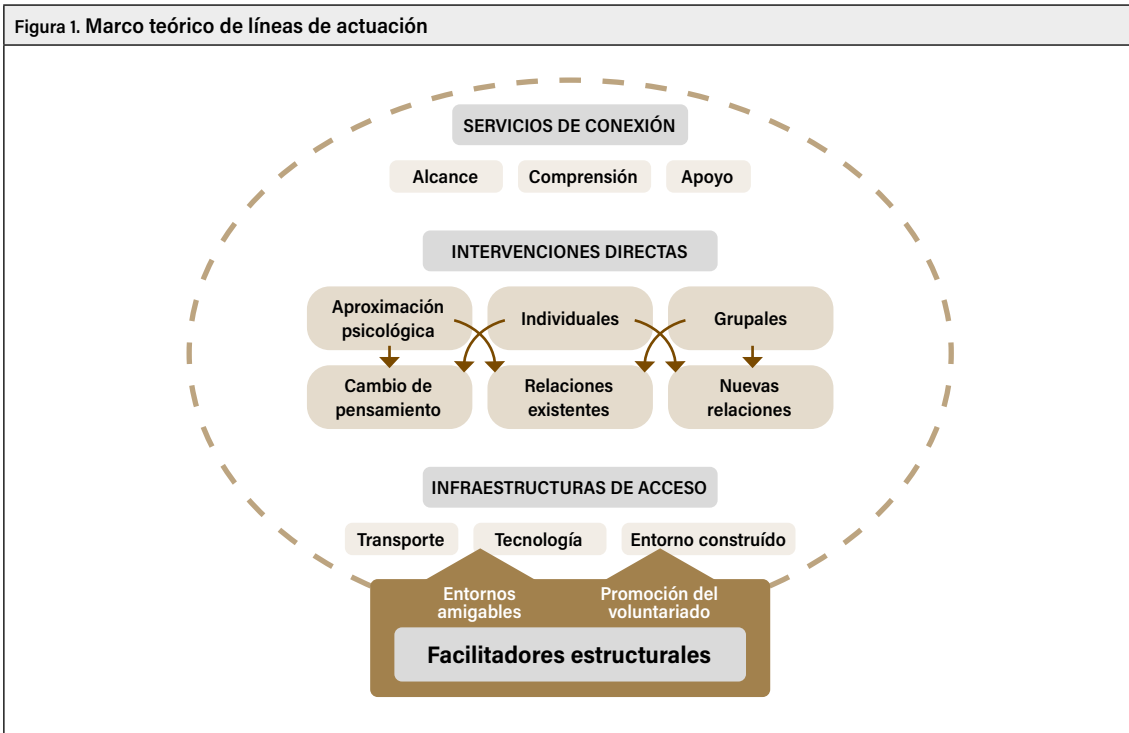 Figura 1. Marco teórico de líneas de actuación
SERVICIOS DE CONEXIÓN
Alcance
Comprensión
Apoyo
INTERVENCIONES DIRECTAS
Aproximación
psicológica
Individuales
Grupales
Cambio de
pensamiento
Relaciones
existentes
Nuevas
relaciones
INFRAESTRUCTURAS DE ACCESO
Transporte
Tecnología
Entorno construído
Entornos
amigables
Promoción del
voluntariado
Facilitadores estructurales